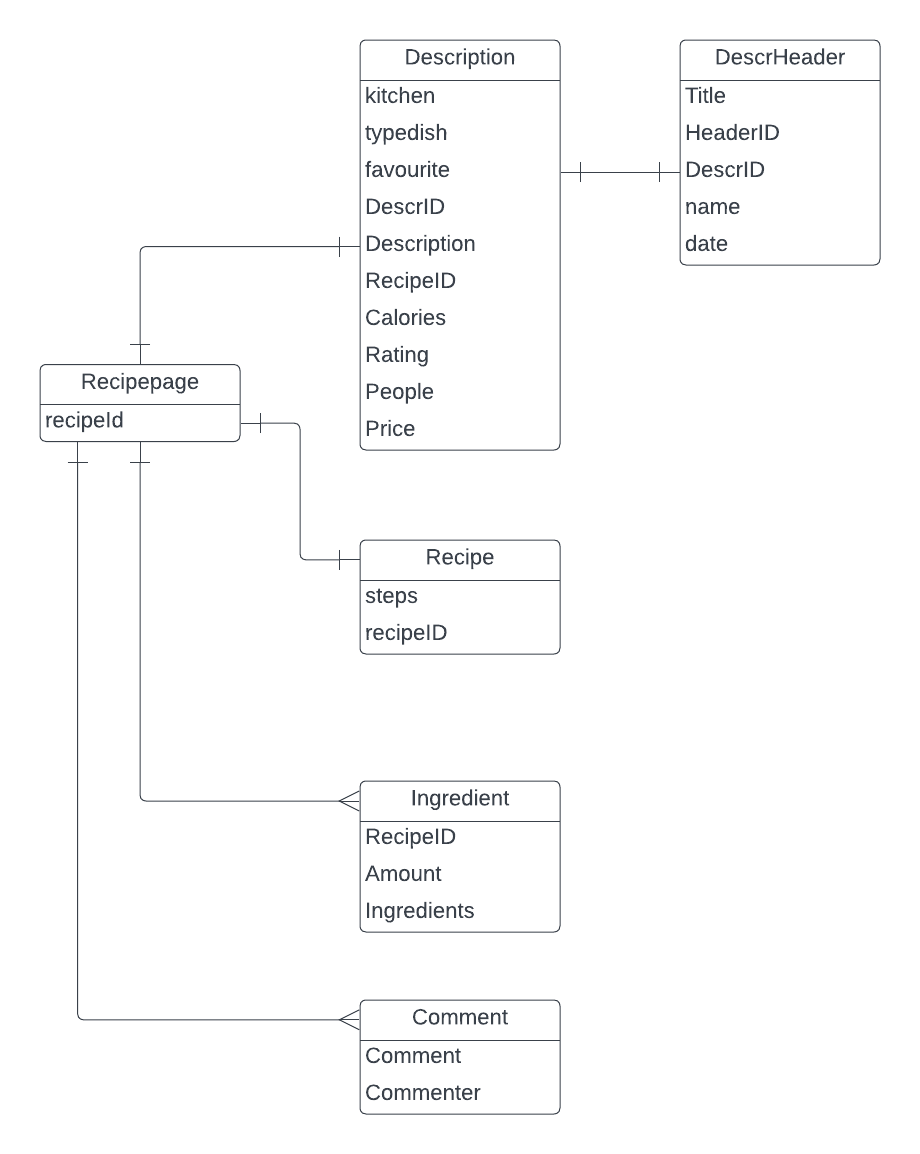 Description
kitchen
typedish
favourite
DescrID
Description
RecipeID
Calories
Rating
People
Price
DescrHeader
Title
HeaderID
DescrID
name
date
Recipepage
recipeId
Recipe
steps
recipeID
Ingredient
RecipeID
Amount
Ingredients
Comment
Comment
Commenter